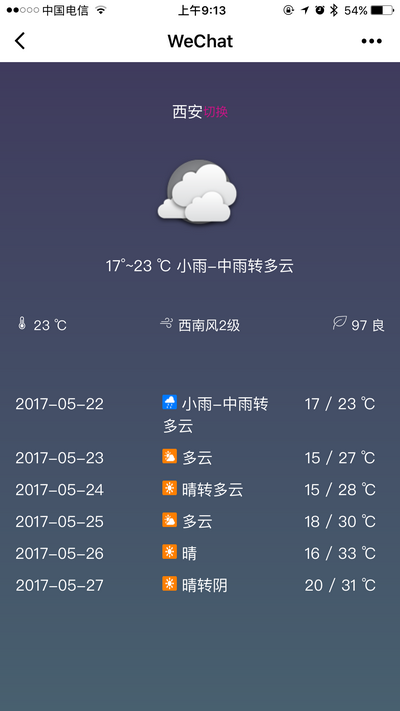 中国电信 上午9:13 54%
WeChat
西安切换
17°~23 ℃ 小雨-中雨转多云
23 ℃ 西南风2级 97 良
2017-05-22 小雨-中雨转 17 / 23 ℃
多云
2017-05-23 多云 15 / 27 ℃
2017-05-24 晴转多云 15 / 28 ℃
2017-05-25 多云 18 / 30 ℃
2017-05-26 晴 16 / 33 ℃
2017-05-27 晴转阴 20 / 31 ℃